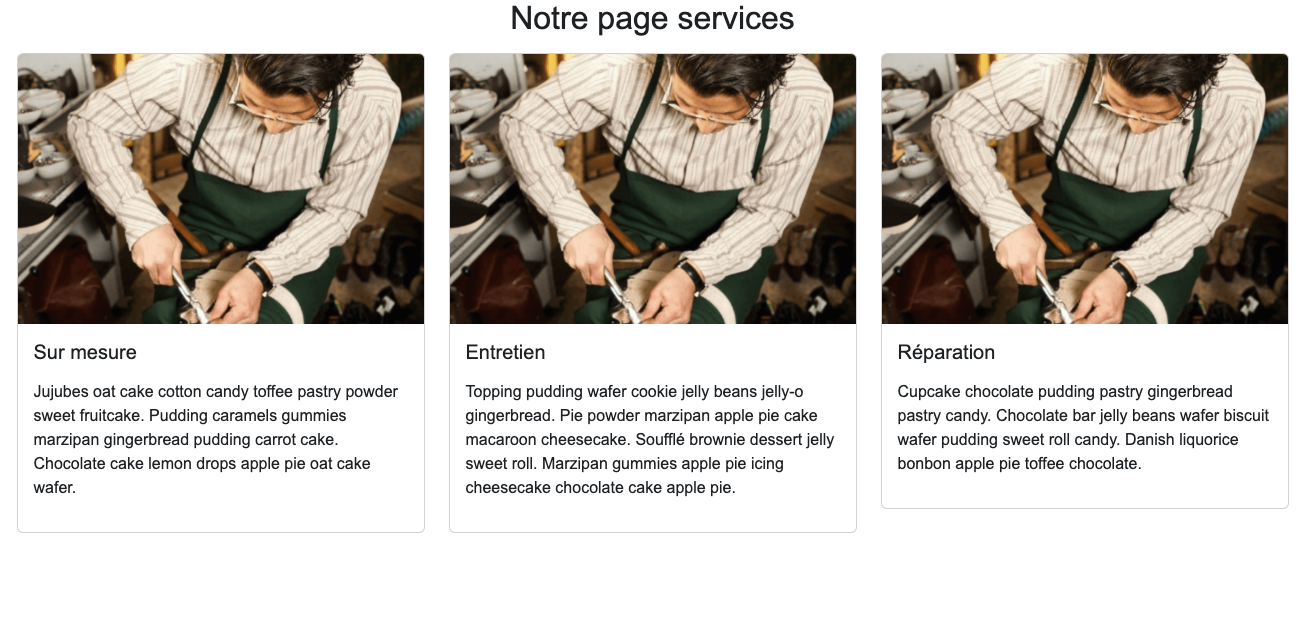 Notre page services
Sur mesure
Jujubes oat cake cotton candy toffee pastry powder
sweet fruitcake. Pudding caramels gummies
marzipan gingerbread pudding carrot cake.
Chocolate cake lemon drops apple pie oat cake
wafer.
Entretien
Topping pudding wafer cookie jelly beans jelly-o
gingerbread. Pie powder marzipan apple pie cake
macaroon cheesecake. Soufflé brownie dessert jelly
sweet roll. Marzipan gummies apple pie icing
cheesecake chocolate cake apple pie.
Réparation
Cupcake chocolate pudding pastry gingerbread
pastry candy. Chocolate bar jelly beans wafer biscuit
wafer pudding sweet roll candy. Danish liquorice
bonbon apple pie toffee chocolate.